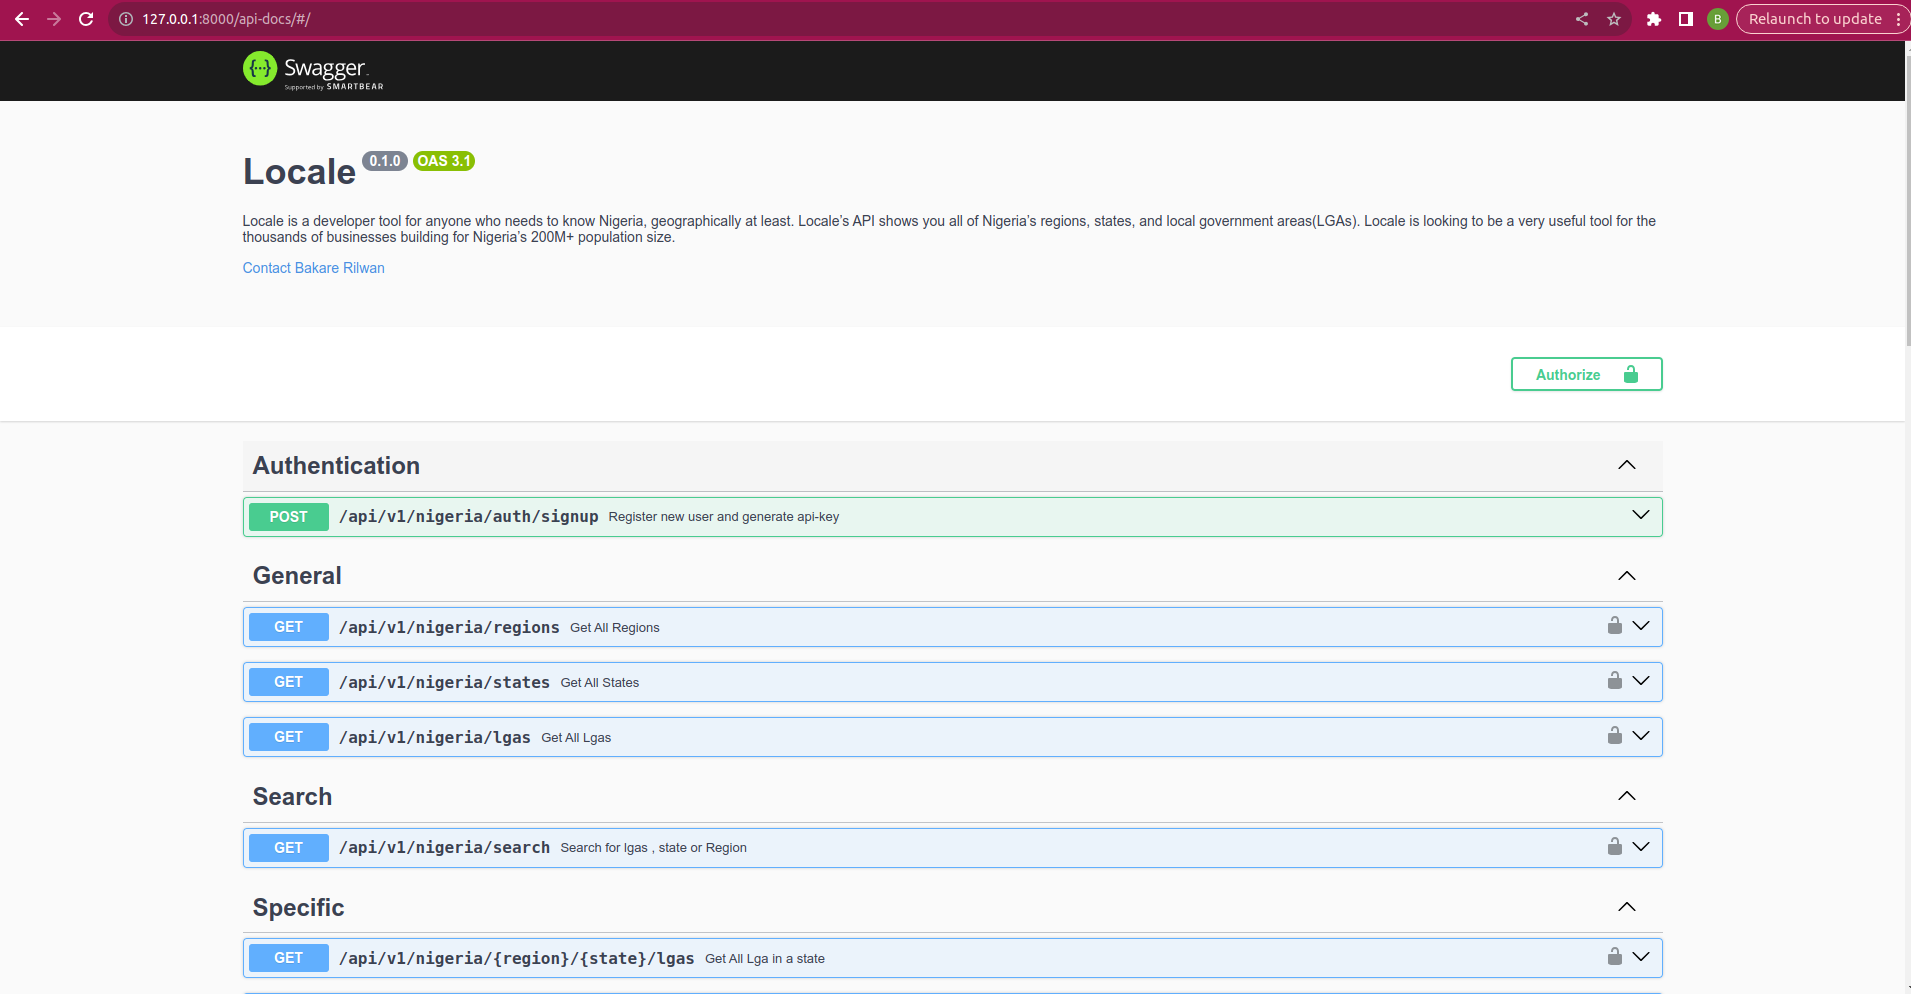 127.0.0.1:8000/api-docs/#/
B
Relaunch to update
{···} Swagger
Supported by SMARTBEAR
Locale 0.1.0 OAS 3.1
Locale is a developer tool for anyone who needs to know Nigeria, geographically at least. Locale’s API shows you all of Nigeria’s regions, states, and local government areas(LGAs). Locale is looking to be a very useful tool for the
thousands of businesses building for Nigeria’s 200M+ population size.
Contact Bakare Rilwan
Authorize
Authentication
POST /api/v1/nigeria/auth/signup Register new user and generate api-key
General
GET /api/v1/nigeria/regions Get All Regions
GET /api/v1/nigeria/states Get All States
GET /api/v1/nigeria/lgas Get All Lgas
Search
GET /api/v1/nigeria/search Search for lgas , state or Region
Specific
GET /api/v1/nigeria/{region}/{state}/lgas Get All Lga in a state